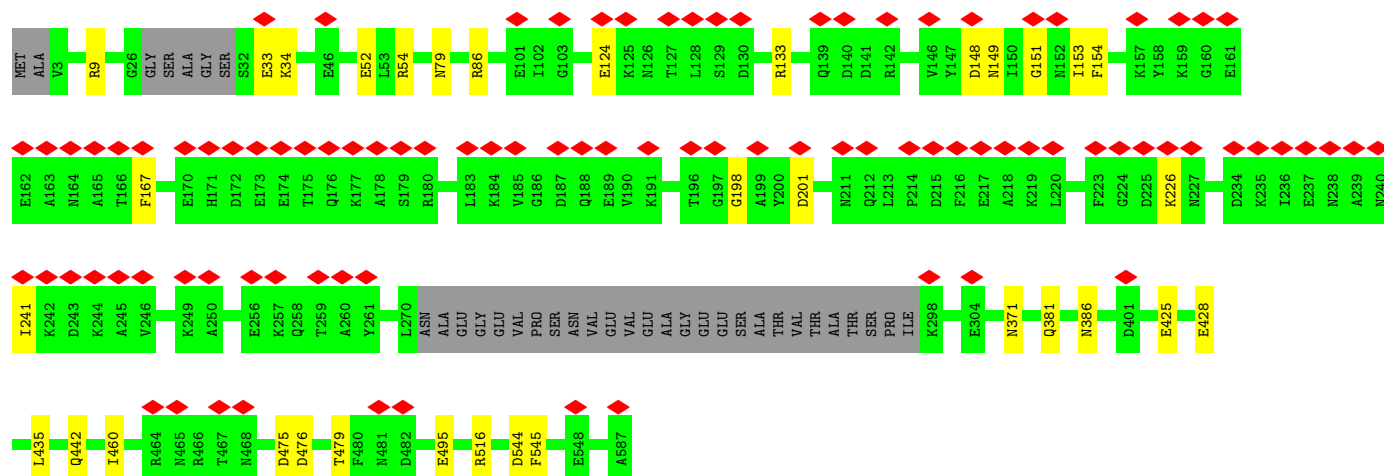 MET ALA V3 R9 G26 GLY SER ALA GLY SER S32 E33 K34 E46 E52 L53 R54 N79 R86 E101 I102 G103 E124 K125 N126 T127 L128 S129 D130 R133 Q139 D140 D141 R142 V146 Y147 D148 N149 I150 G151 N152 I153 F154 K157 Y158 K159 G160 E161
E162 A163 N164 A165 T166 F167 E170 H171 D172 E173 E174 T175 Q176 K177 A178 S179 R180 L183 K184 V185 G186 D187 Q188 E189 V190 K191 T196 G197 G198 A199 Y200 D201 N211 Q212 L213 P214 D215 F216 E217 A218 K219 L220 F223 G224 D225 K226 N227 D234 K235 I236 E237 N238 A239 N240
I241 K242 D243 K244 A245 V246 K249 A250 E256 K257 Q258 T259 A260 Y261 L270 ASN ALA GLU GLY GLU VAL PRO SER ASN VAL GLU VAL GLU ALA GLY GLU GLU SER ALA THR VAL THR ALA THR SER PRO ILE K298 E304 N371 Q381 N386 D401 E425 E428
L435 Q442 I460 R464 N465 R466 T467 N468 D475 D476 T479 F480 N481 D482 E495 R516 D544 F545 E548 A587